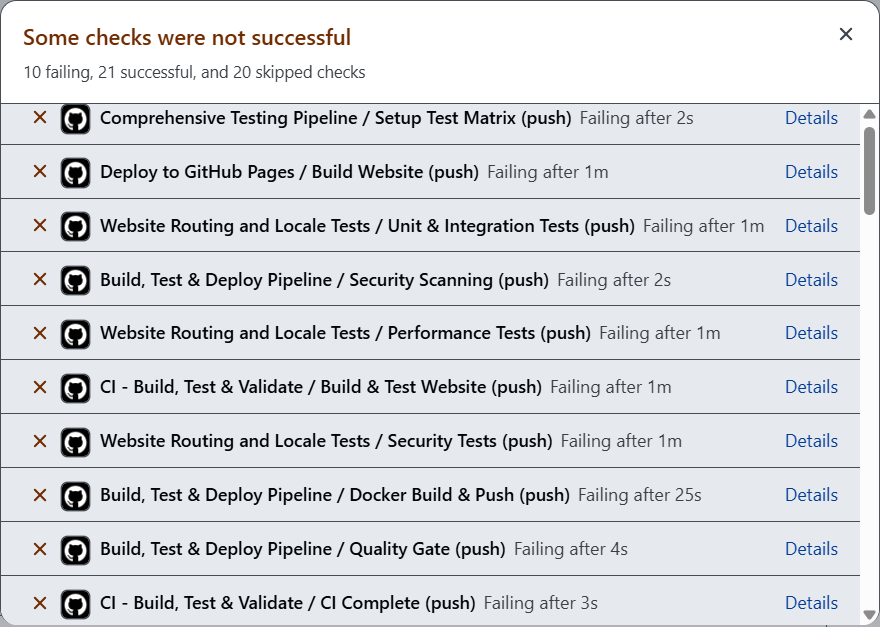 Some checks were not successful
10 failing, 21 successful, and 20 skipped checks
Comprehensive Testing Pipeline / Setup Test Matrix (push) Failing after 2s Details
Deploy to GitHub Pages / Build Website (push) Failing after 1m Details
Website Routing and Locale Tests / Unit & Integration Tests (push) Failing after 1m Details
Build, Test & Deploy Pipeline / Security Scanning (push) Failing after 2s Details
Website Routing and Locale Tests / Performance Tests (push) Failing after 1m Details
CI - Build, Test & Validate / Build & Test Website (push) Failing after 1m Details
Website Routing and Locale Tests / Security Tests (push) Failing after 1m Details
Build, Test & Deploy Pipeline / Docker Build & Push (push) Failing after 25s Details
Build, Test & Deploy Pipeline / Quality Gate (push) Failing after 4s Details
CI - Build, Test & Validate / CI Complete (push) Failing after 3s Details